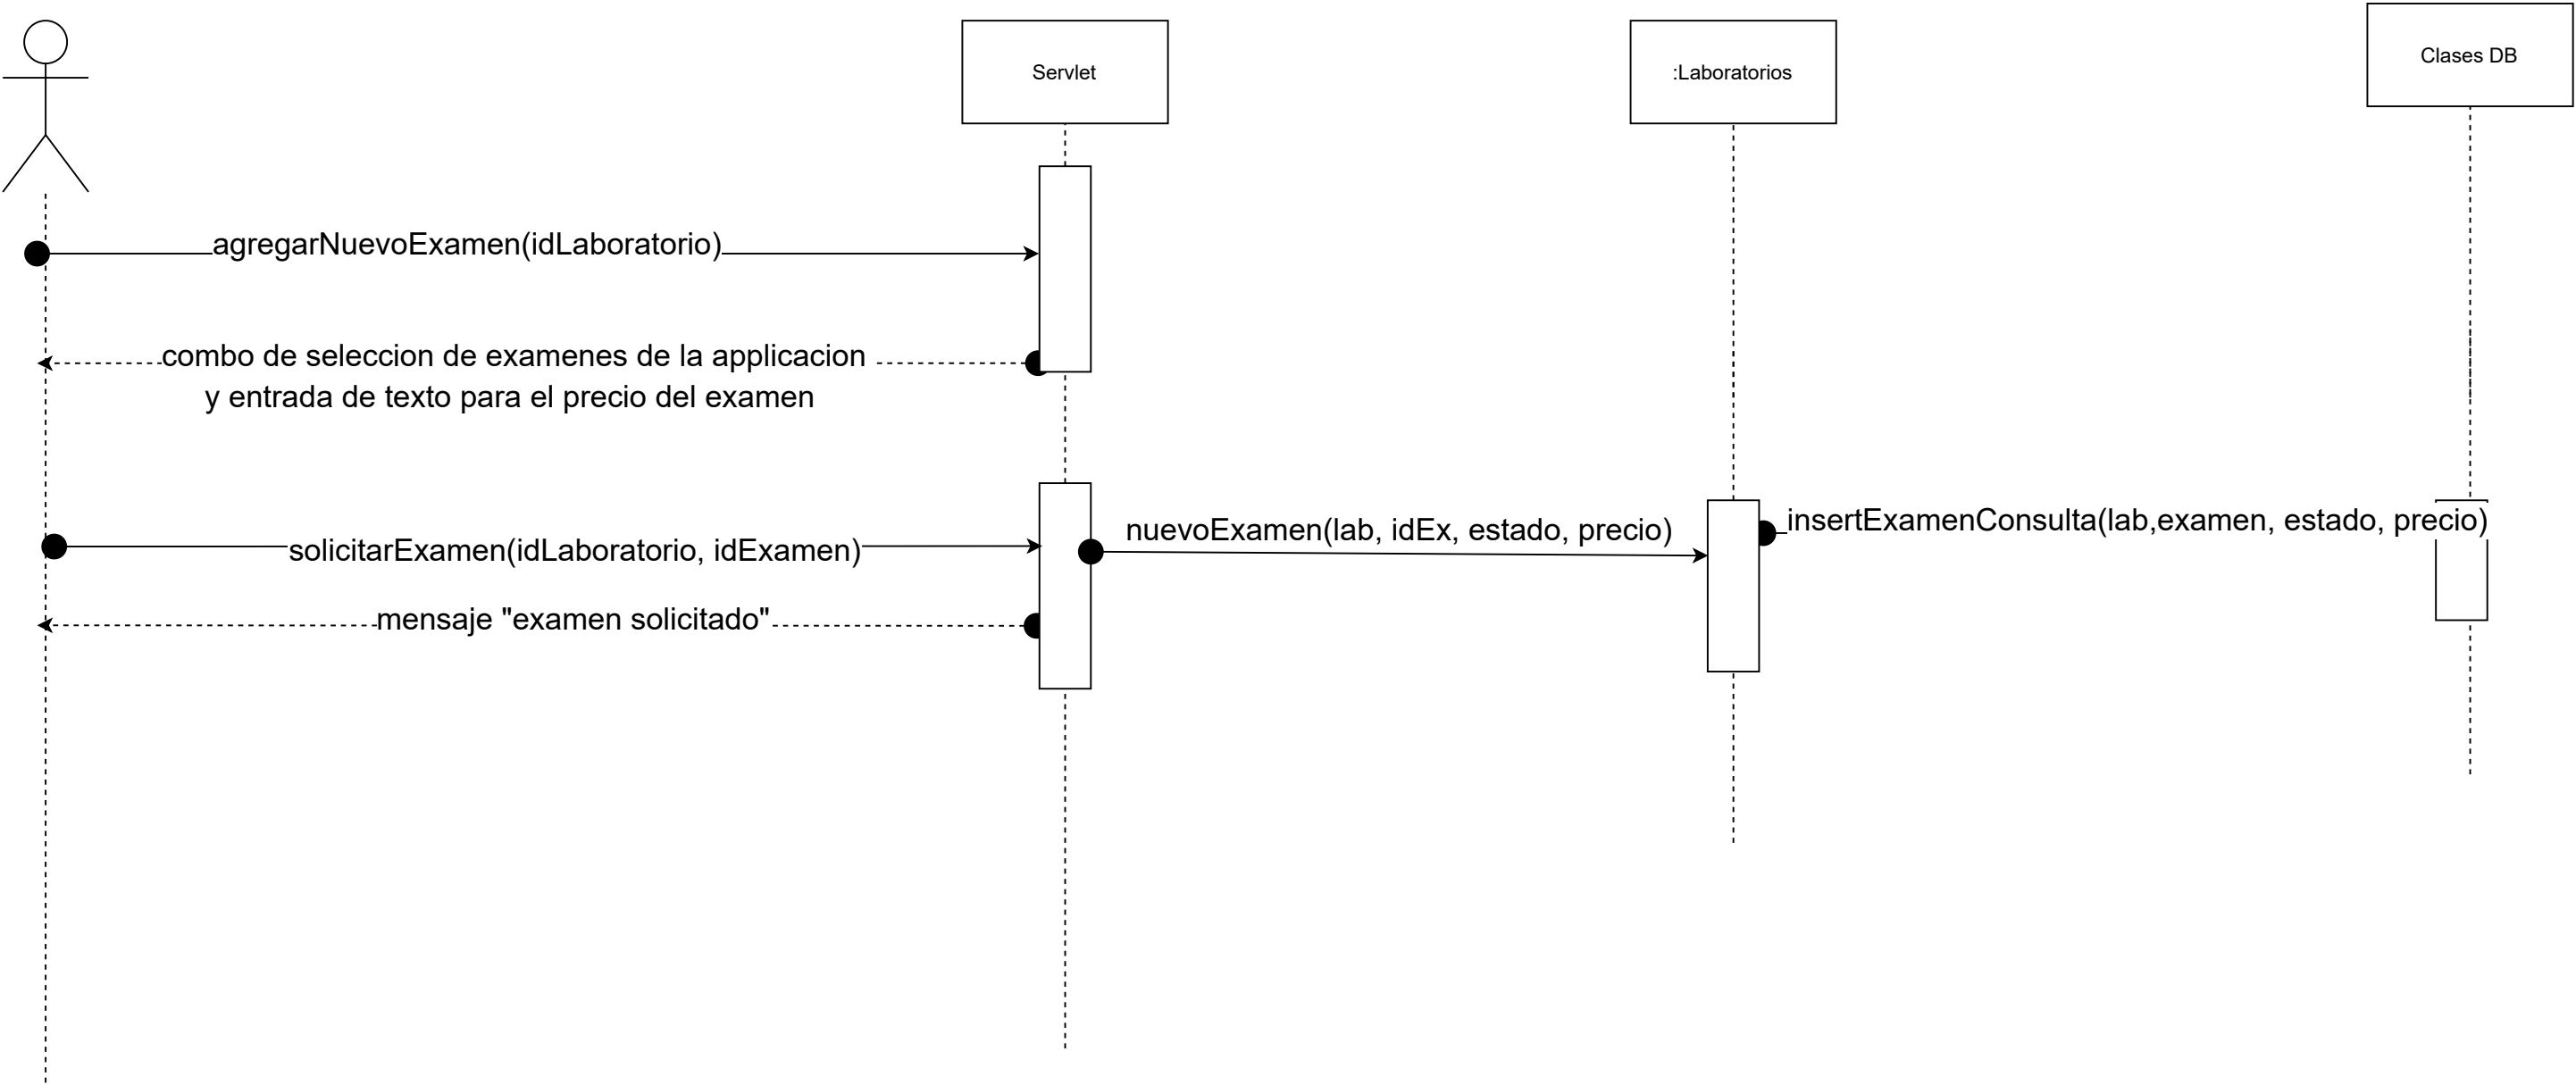 Servlet
:Laboratorios
Clases DB
agregarNuevoExamen(idLaboratorio)
combo de seleccion de examenes de la applicacion
y entrada de texto para el precio del examen
solicitarExamen(idLaboratorio, idExamen)
nuevoExamen(lab, idEx, estado, precio)
insertExamenConsulta(lab,examen, estado, precio)
mensaje "examen solicitado"